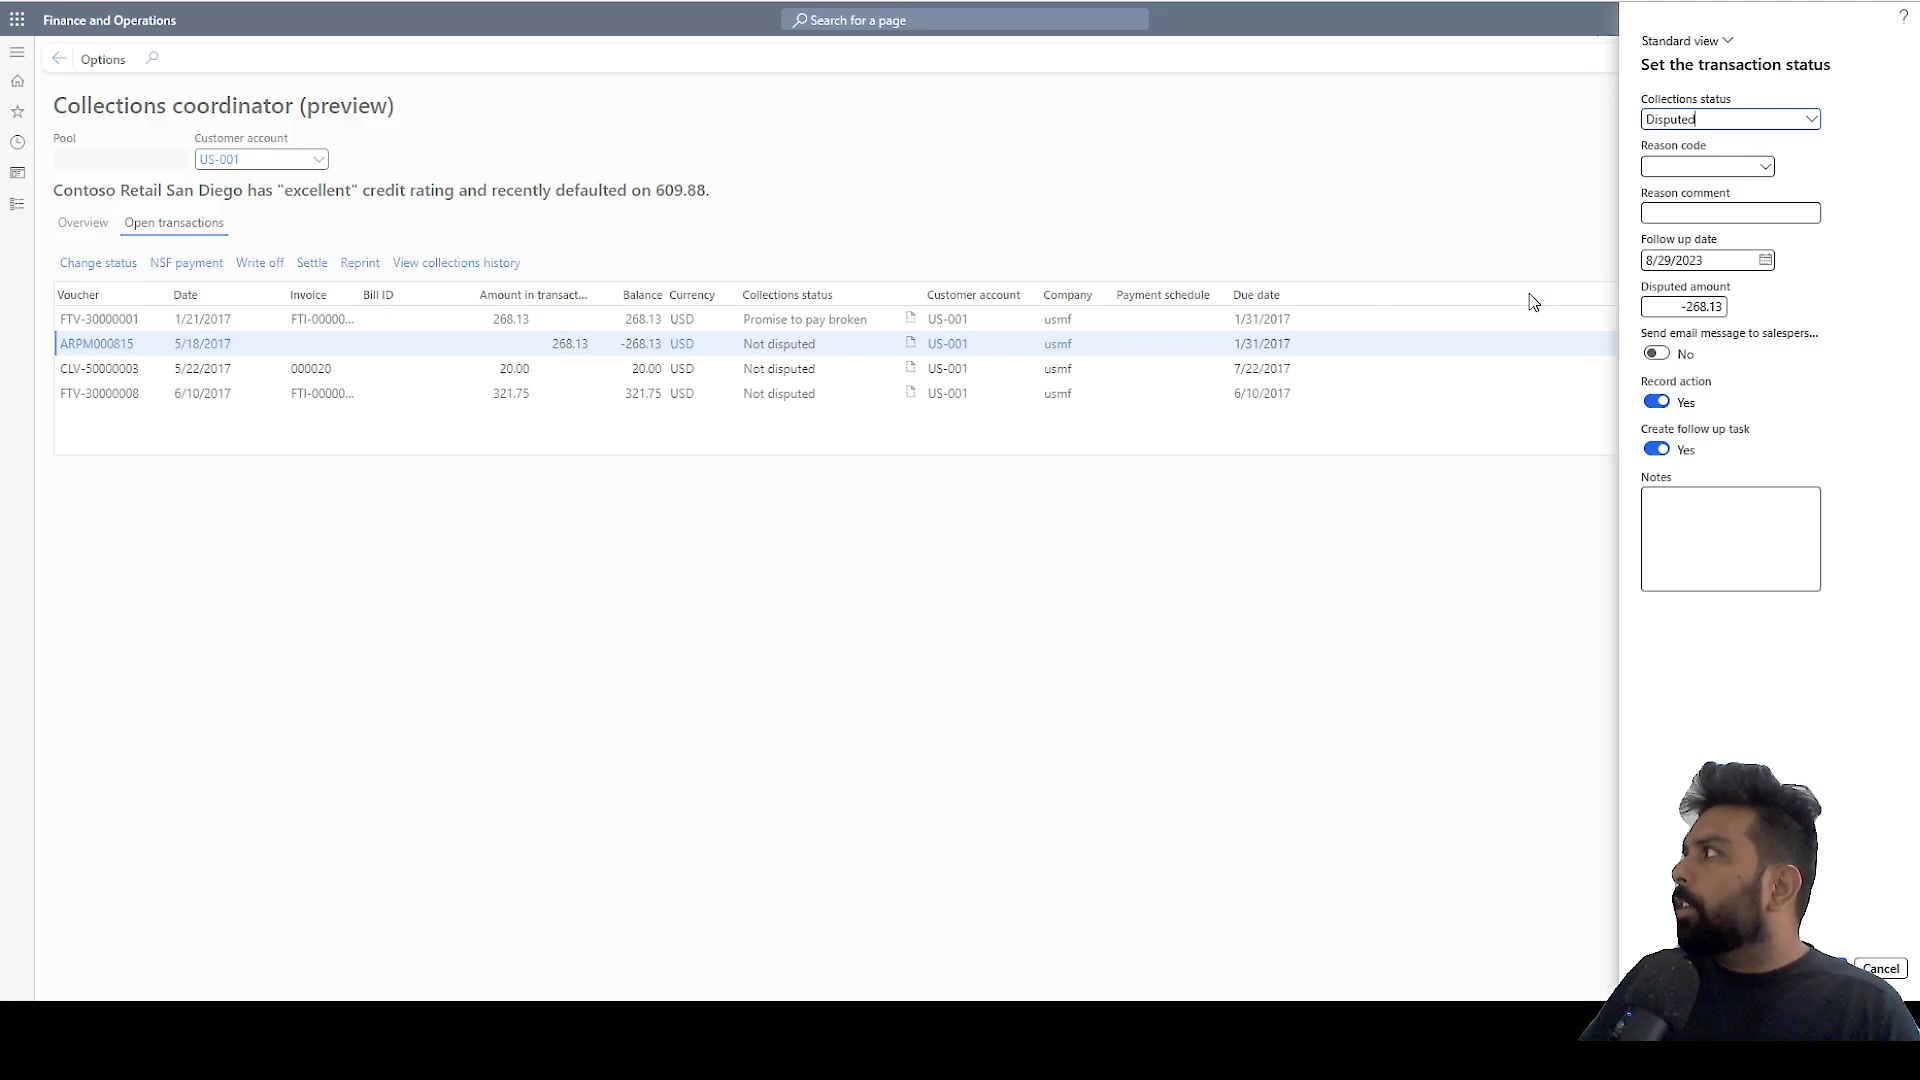 Finance and Operations
Search for a page
?
Options
Collections coordinator (preview)
Pool
Customer account
US-001
Contoso Retail San Diego has "excellent" credit rating and recently defaulted on 609.88.
Overview
Open transactions
Change status
NSF payment
Write off
Settle
Reprint
View collections history
Voucher Date Invoice Bill ID Amount in transact... Balance Currency Collections status Customer account Company Payment schedule Due date
FTV-30000001 1/21/2017 FTI-00000... 268.13 268.13 USD Promise to pay broken US-001 usmf 1/31/2017
ARPM000815 5/18/2017 268.13 -268.13 USD Not disputed US-001 usmf 1/31/2017
CLV-50000003 5/22/2017 000020 20.00 20.00 USD Not disputed US-001 usmf 7/22/2017
FTV-30000008 6/10/2017 FTI-00000... 321.75 321.75 USD Not disputed US-001 usmf 6/10/2017
Standard view
Set the transaction status
Collections status
Disputed
Reason code
Reason comment
Follow up date
8/29/2023
Disputed amount
-268.13
Send email message to salespers...
No
Record action
Yes
Create follow up task
Yes
Notes
Cancel